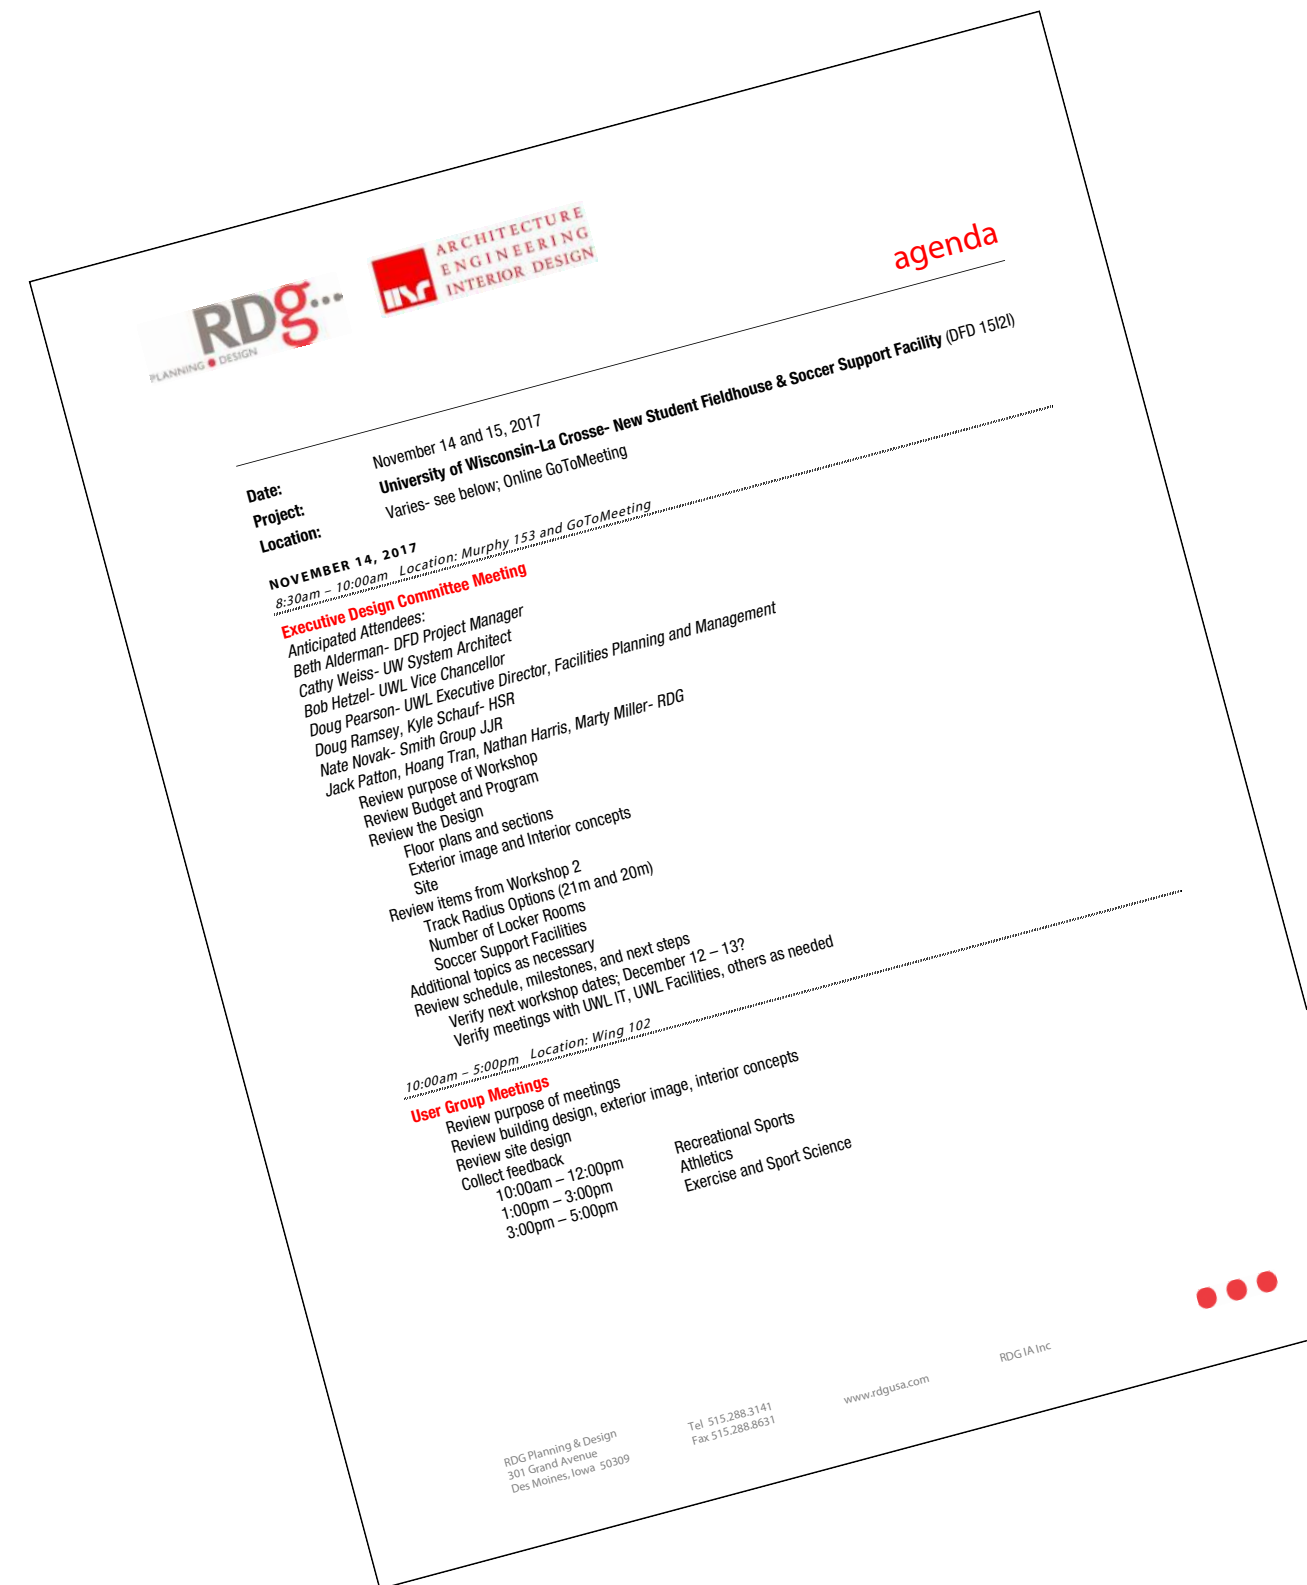 RDg...
PLANNING • DESIGN
HSR
ARCHITECTURE
ENGINEERING
INTERIOR DESIGN
agenda
Date: November 14 and 15, 2017
Project: University of Wisconsin-La Crosse- New Student Fieldhouse & Soccer Support Facility (DFD 15I2I)
Location: Varies- see below; Online GoToMeeting
NOVEMBER 14, 2017
8:30am – 10:00am Location: Murphy 153 and GoToMeeting
Executive Design Committee Meeting
Anticipated Attendees:
Beth Alderman- DFD Project Manager
Cathy Weiss- UW System Architect
Bob Hetzel- UWL Vice Chancellor
Doug Pearson- UWL Executive Director, Facilities Planning and Management
Doug Ramsey, Kyle Schauf- HSR
Nate Novak- Smith Group JJR
Jack Patton, Hoang Tran, Nathan Harris, Marty Miller- RDG
Review purpose of Workshop
Review Budget and Program
Review the Design
Floor plans and sections
Exterior image and Interior concepts
Site
Review items from Workshop 2
Track Radius Options (21m and 20m)
Number of Locker Rooms
Soccer Support Facilities
Additional topics as necessary
Review schedule, milestones, and next steps
Verify next workshop dates; December 12 – 13?
Verify meetings with UWL IT, UWL Facilities, others as needed
10:00am – 5:00pm Location: Wing 102
User Group Meetings
Review purpose of meetings
Review building design, exterior image, interior concepts
Review site design
Collect feedback
10:00am – 12:00pm Recreational Sports
1:00pm – 3:00pm Athletics
3:00pm – 5:00pm Exercise and Sport Science
RDG Planning & Design
301 Grand Avenue
Des Moines, Iowa 50309
Tel 515.288.3141
Fax 515.288.8631
www.rdgusa.com
RDG IA Inc